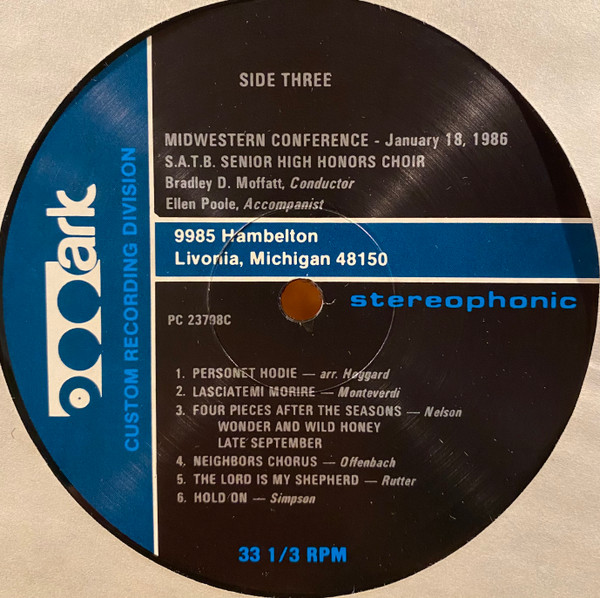 SIDE THREE
MIDWESTERN CONFERENCE - January 18, 1986
S.A.T.B. SENIOR HIGH HONORS CHOIR
Bradley D. Moffatt, Conductor
Ellen Poole, Accompanist
9985 Hambelton
Livonia, Michigan 48150
stereophonic
PC 23798C
1. PERSONET HODIE — arr. Hoggard
2. LASCIATEMI MORIRE — Monteverdi
3. FOUR PIECES AFTER THE SEASONS — Nelson
WONDER AND WILD HONEY
LATE SEPTEMBER
4. NEIGHBORS CHORUS — Offenbach
5. THE LORD IS MY SHEPHERD — Rutter
6. HOLD ON — Simpson
33 1/3 RPM
CUSTOM RECORDING DIVISION